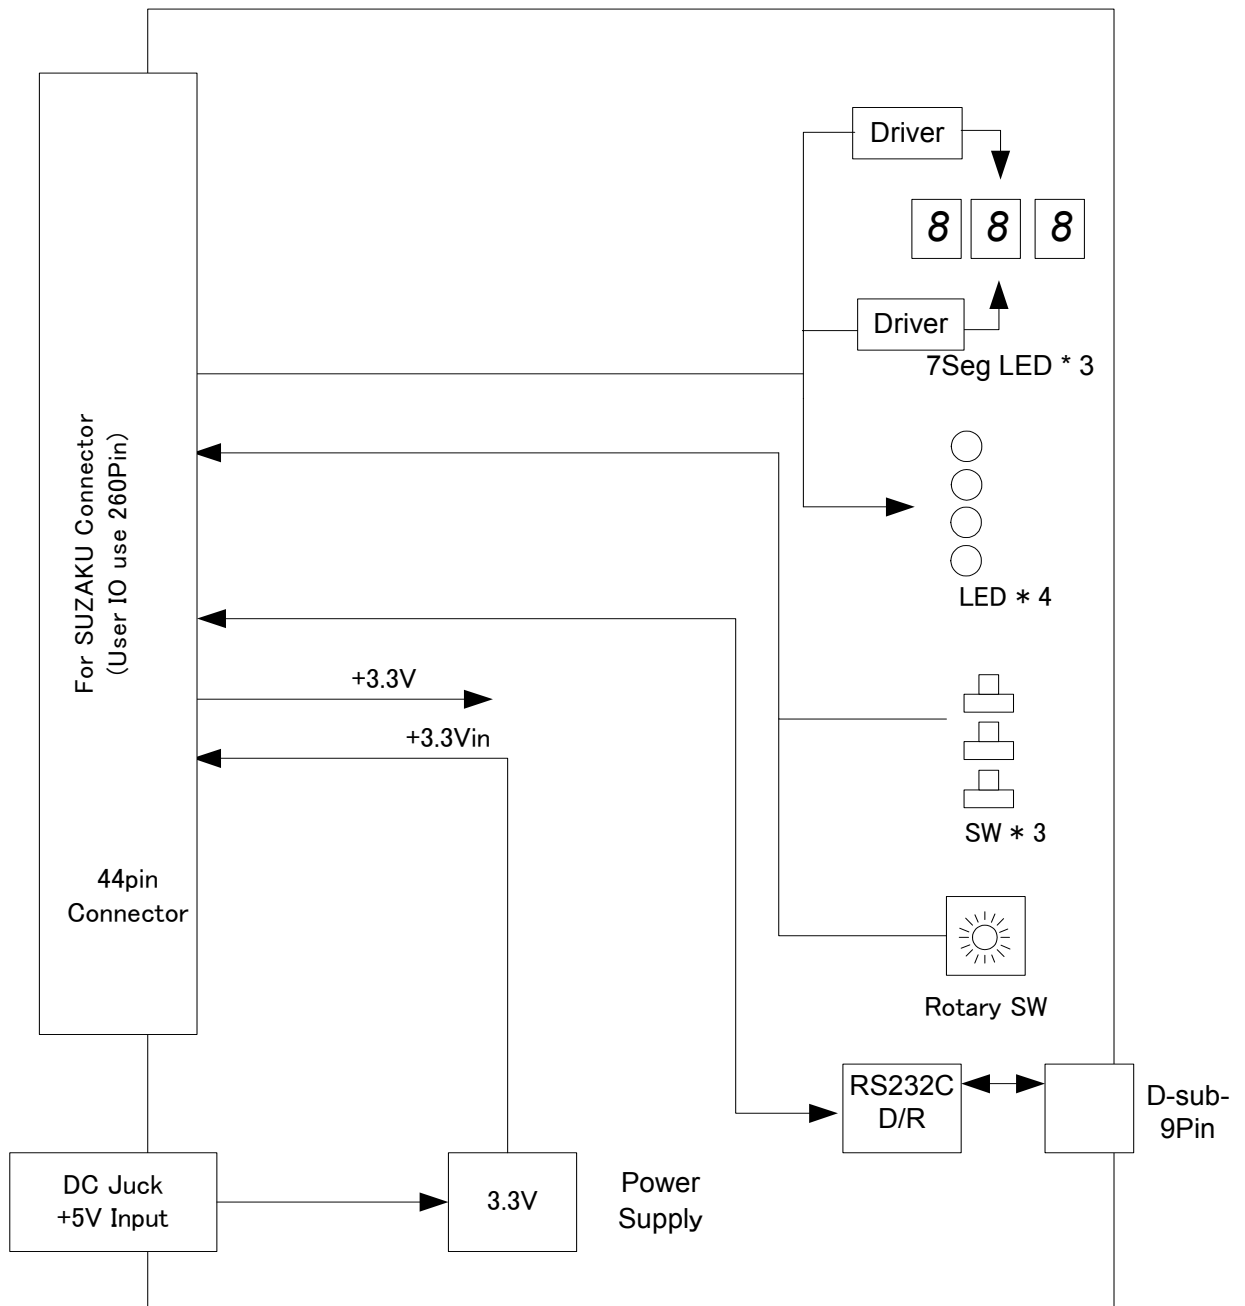 Driver
8 8 8
Driver
7Seg LED * 3
For SUZAKU Connector
(User IO use 260Pin)
LED * 4
+3.3V
+3.3Vin
SW * 3
44pin
Connector
Rotary SW
RS232C
D/R
D-sub-
9Pin
DC Juck
+5V Input
3.3V
Power
Supply